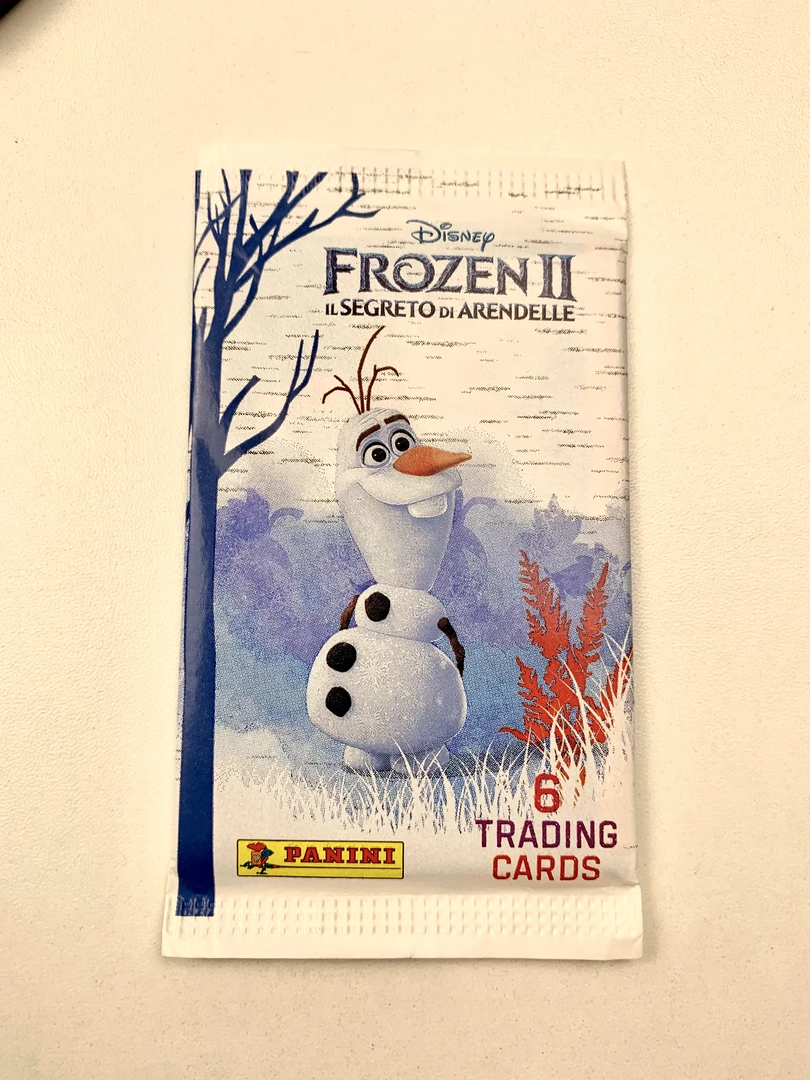 Disney
FROZEN II
IL SEGRETO DI ARENDELLE
6
TRADING
CARDS
PANINI